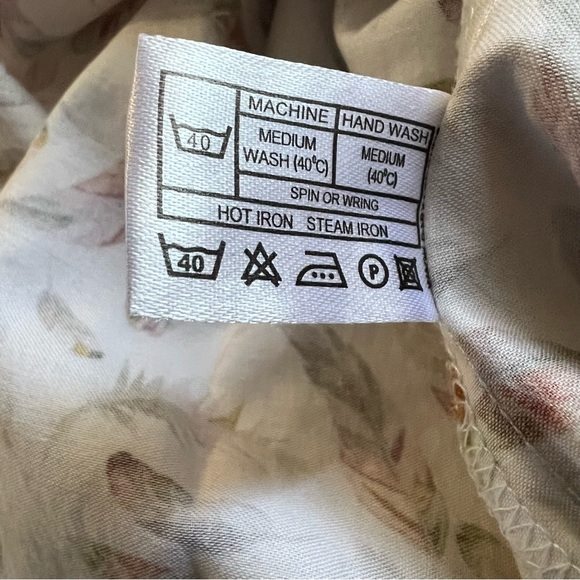 MACHINE HAND WASH
40 MEDIUM WASH (40°C) MEDIUM (40°C)
SPIN OR WRING
HOT IRON STEAM IRON
40 P